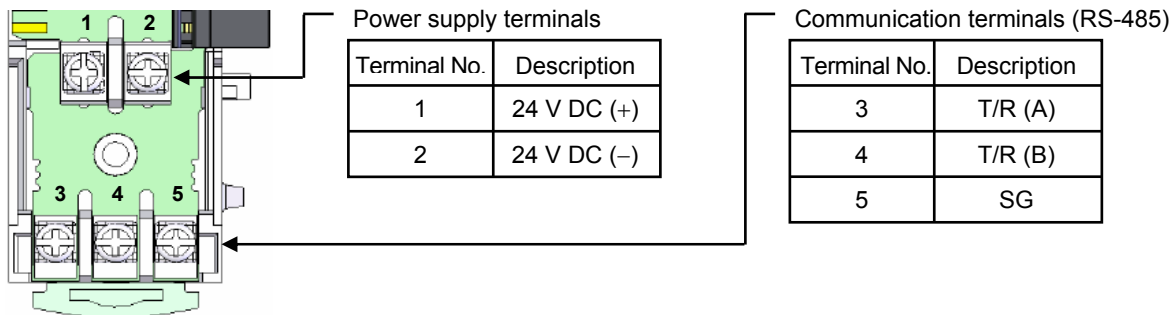 1 2
3 4 5
Power supply terminals
Terminal No. Description
1 24 V DC (+)
2 24 V DC (−)
Communication terminals (RS-485)
Terminal No. Description
3 T/R (A)
4 T/R (B)
5 SG